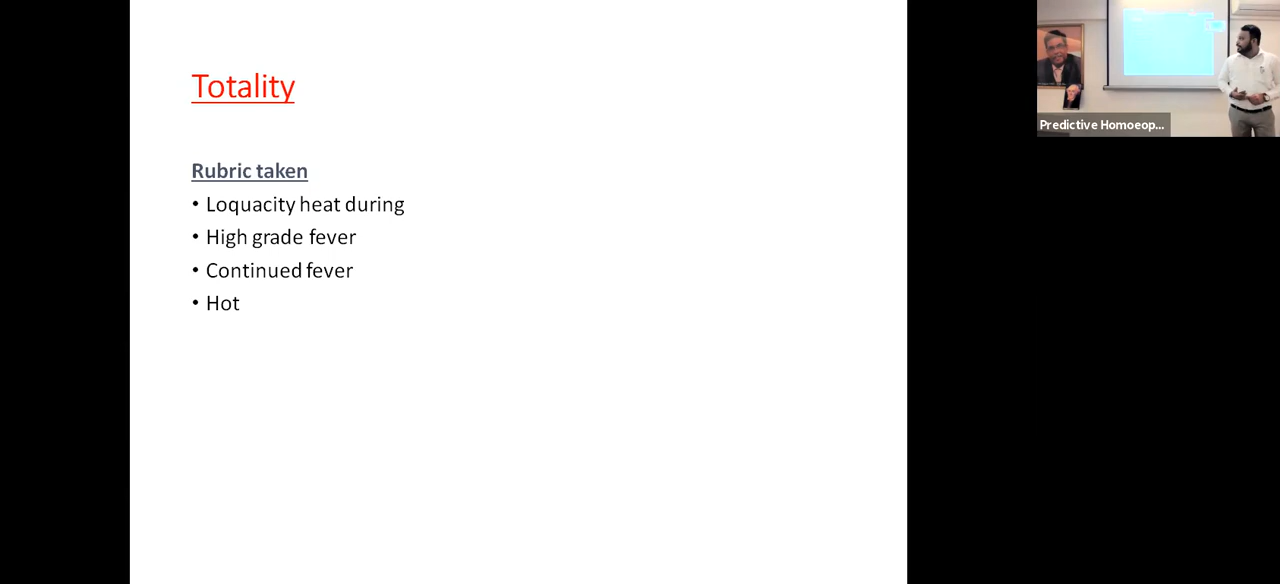 Totality
Rubric taken
• Loquacity heat during
• High grade fever
• Continued fever
• Hot
Predictive Homoeop...